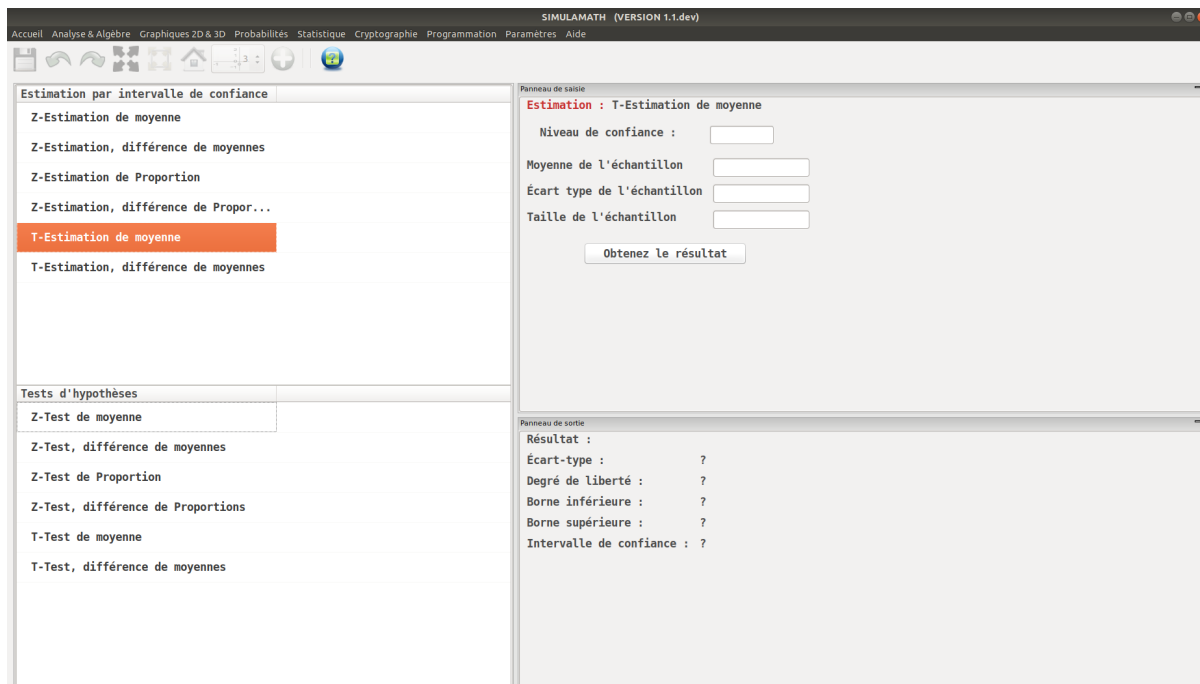 SIMULAMATH (VERSION 1.1.dev)
Accueil Analyse & Algèbre Graphiques 2D & 3D Probabilités Statistique Cryptographie Programmation Paramètres Aide
3
Estimation par intervalle de confiance
Z-Estimation de moyenne
Z-Estimation, différence de moyennes
Z-Estimation de Proportion
Z-Estimation, différence de Propor...
T-Estimation de moyenne
T-Estimation, différence de moyennes
Tests d'hypothèses
Z-Test de moyenne
Z-Test, différence de moyennes
Z-Test de Proportion
Z-Test, différence de Proportions
T-Test de moyenne
T-Test, différence de moyennes
Panneau de saisie
Estimation : T-Estimation de moyenne
Niveau de confiance :
Moyenne de l'échantillon
Écart type de l'échantillon
Taille de l'échantillon
Obtenez le résultat
Panneau de sortie
Résultat :
Écart-type : ?
Degré de liberté : ?
Borne inférieure : ?
Borne supérieure : ?
Intervalle de confiance : ?